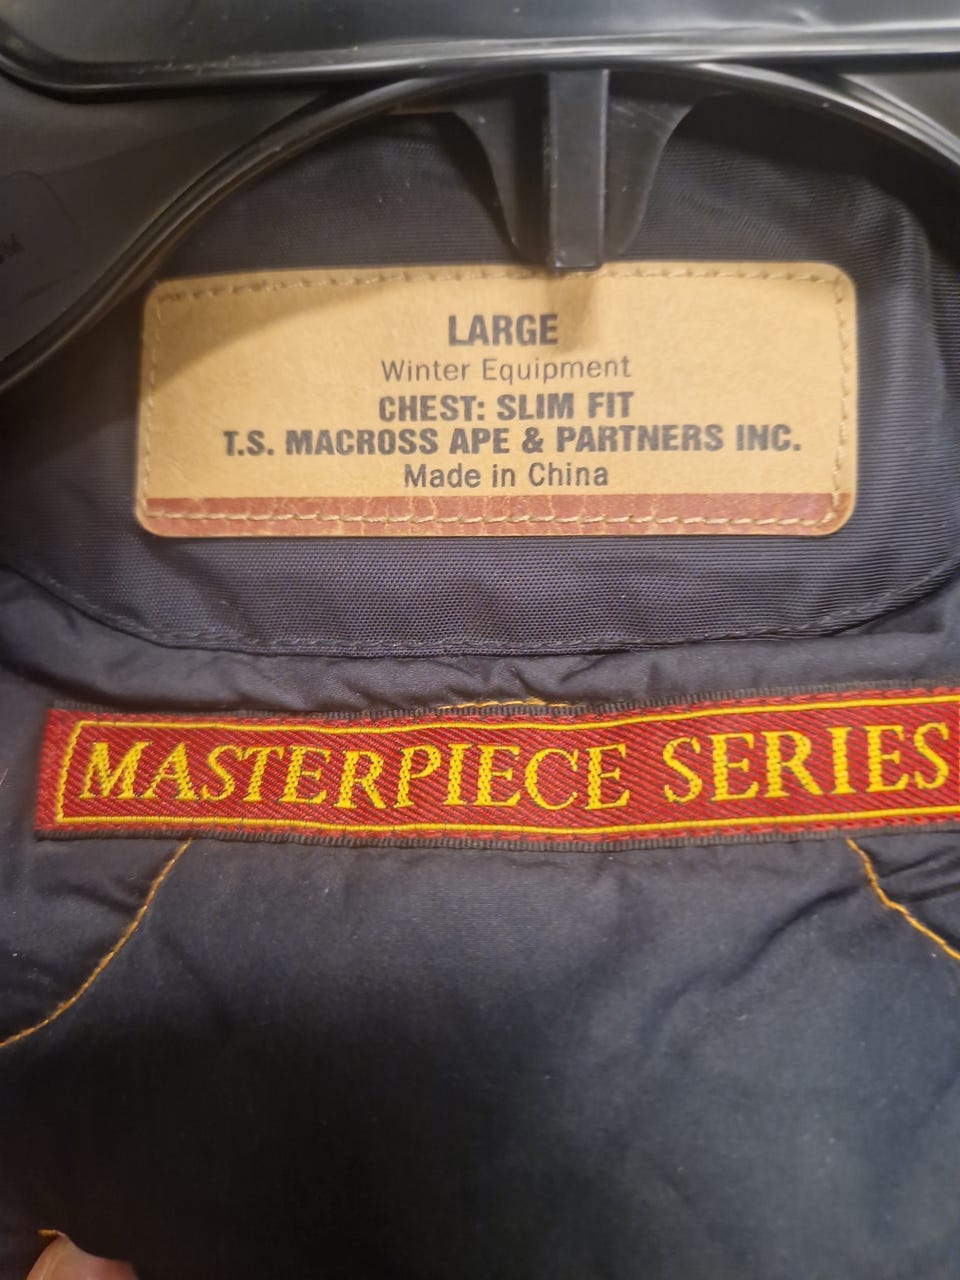 LARGE
Winter Equipment
CHEST: SLIM FIT
T.S. MACROSS APE & PARTNERS INC.
Made in China
MASTERPIECE SERIES